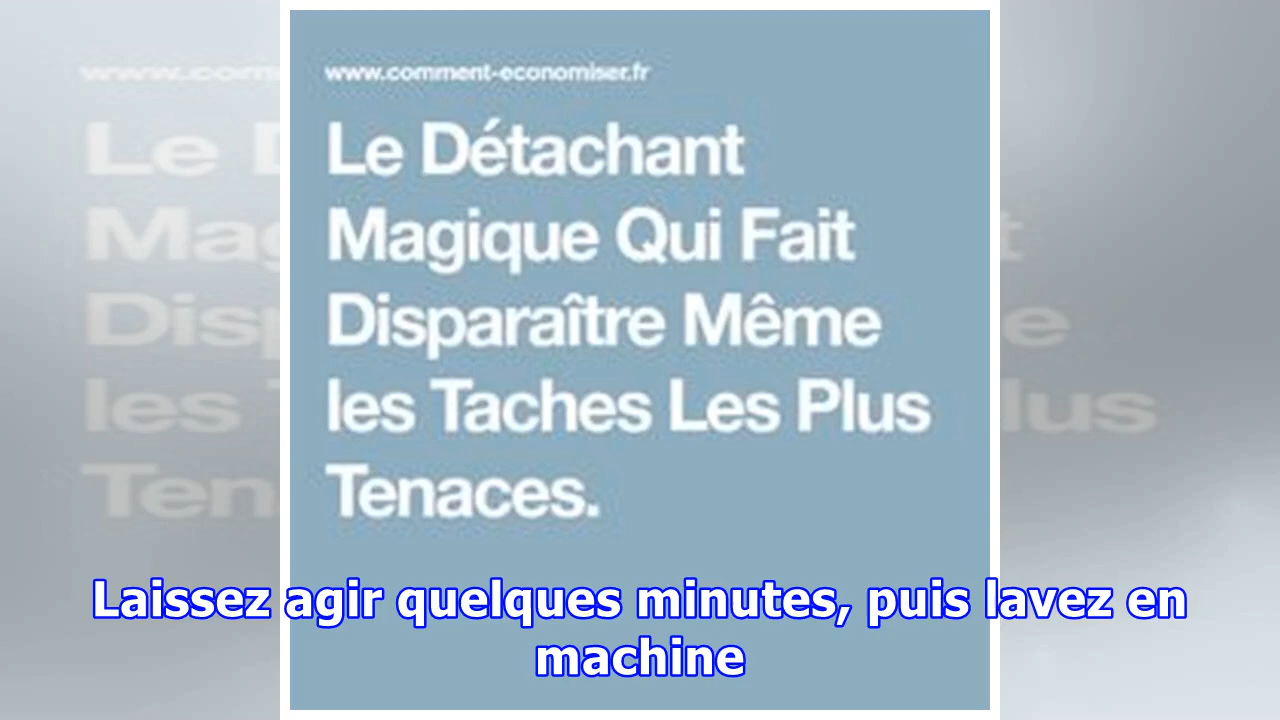 www.comment-economiser.fr
Le Détachant
Magique Qui Fait
Disparaître Même
les Taches Les Plus
Tenaces.
Laissez agir quelques minutes, puis lavez en
machine